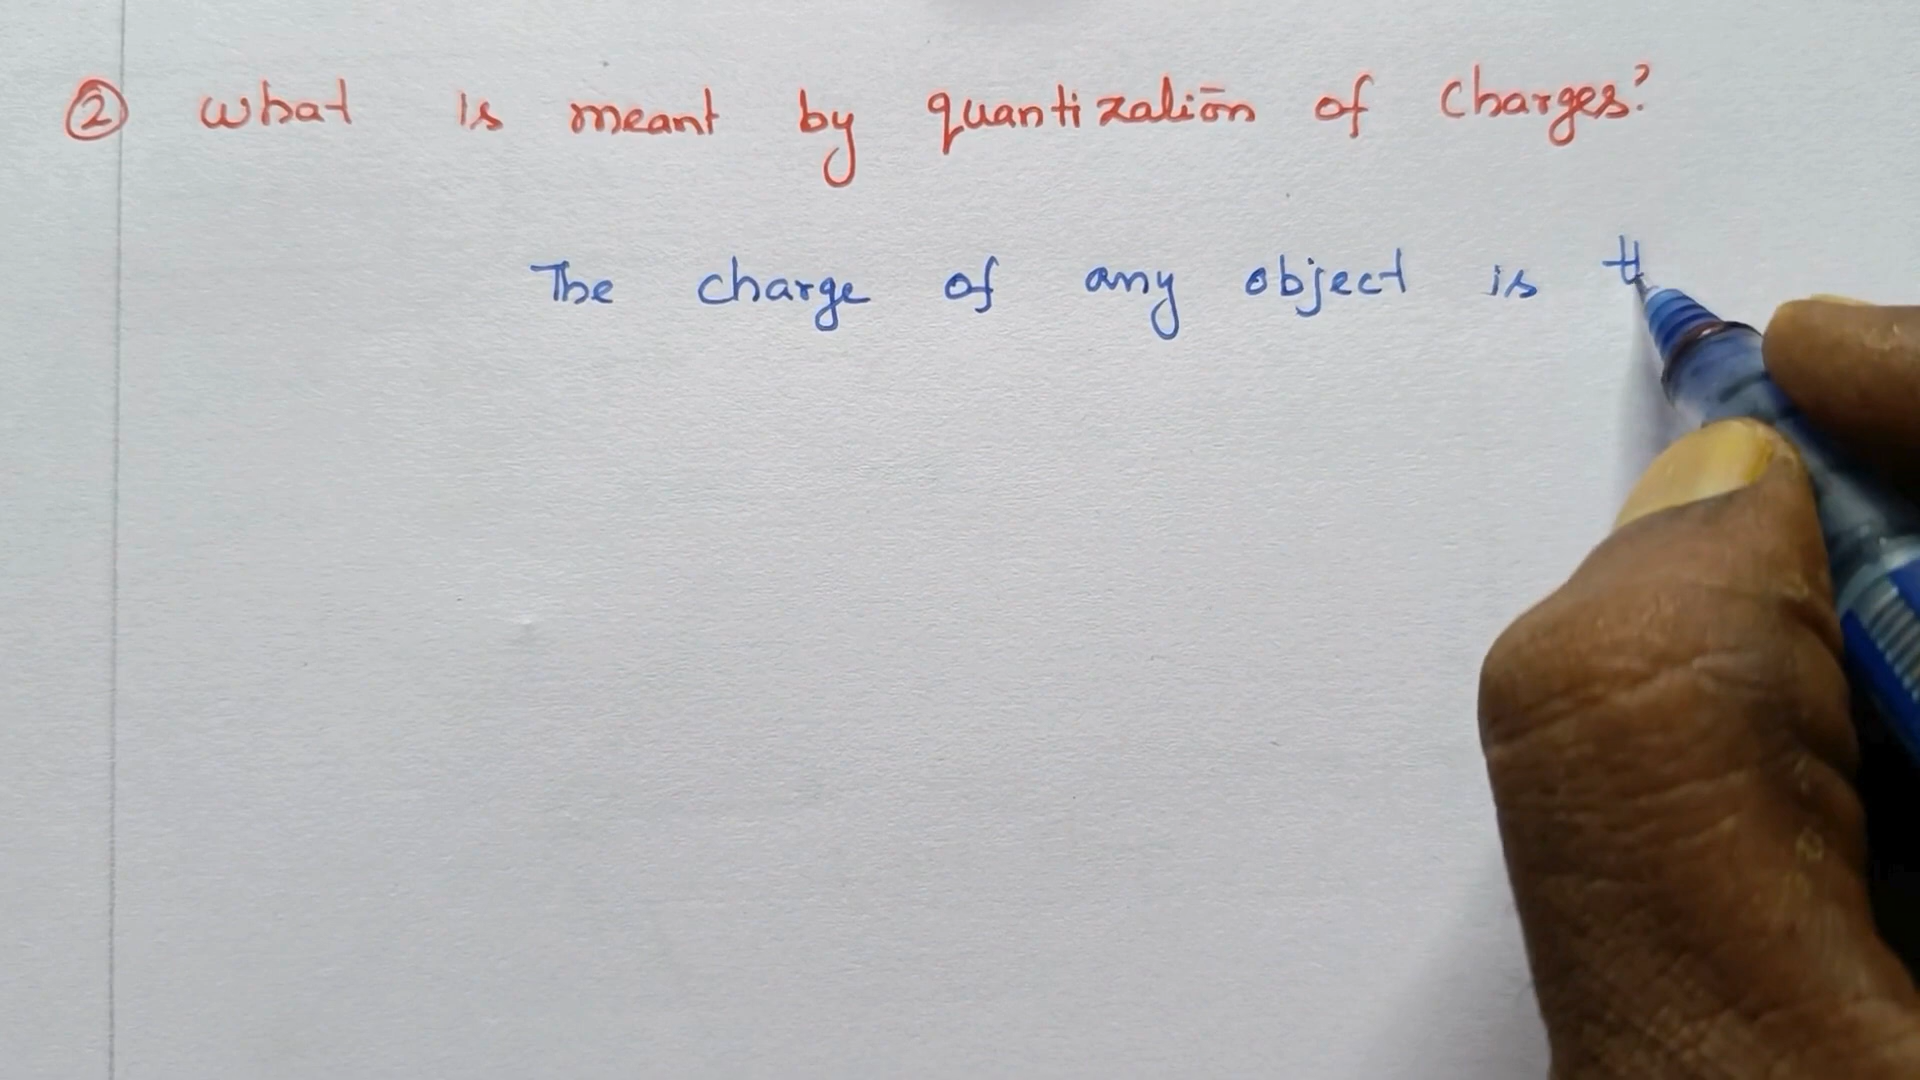 ② What is meant by quantization of charges?
The charge of any object is